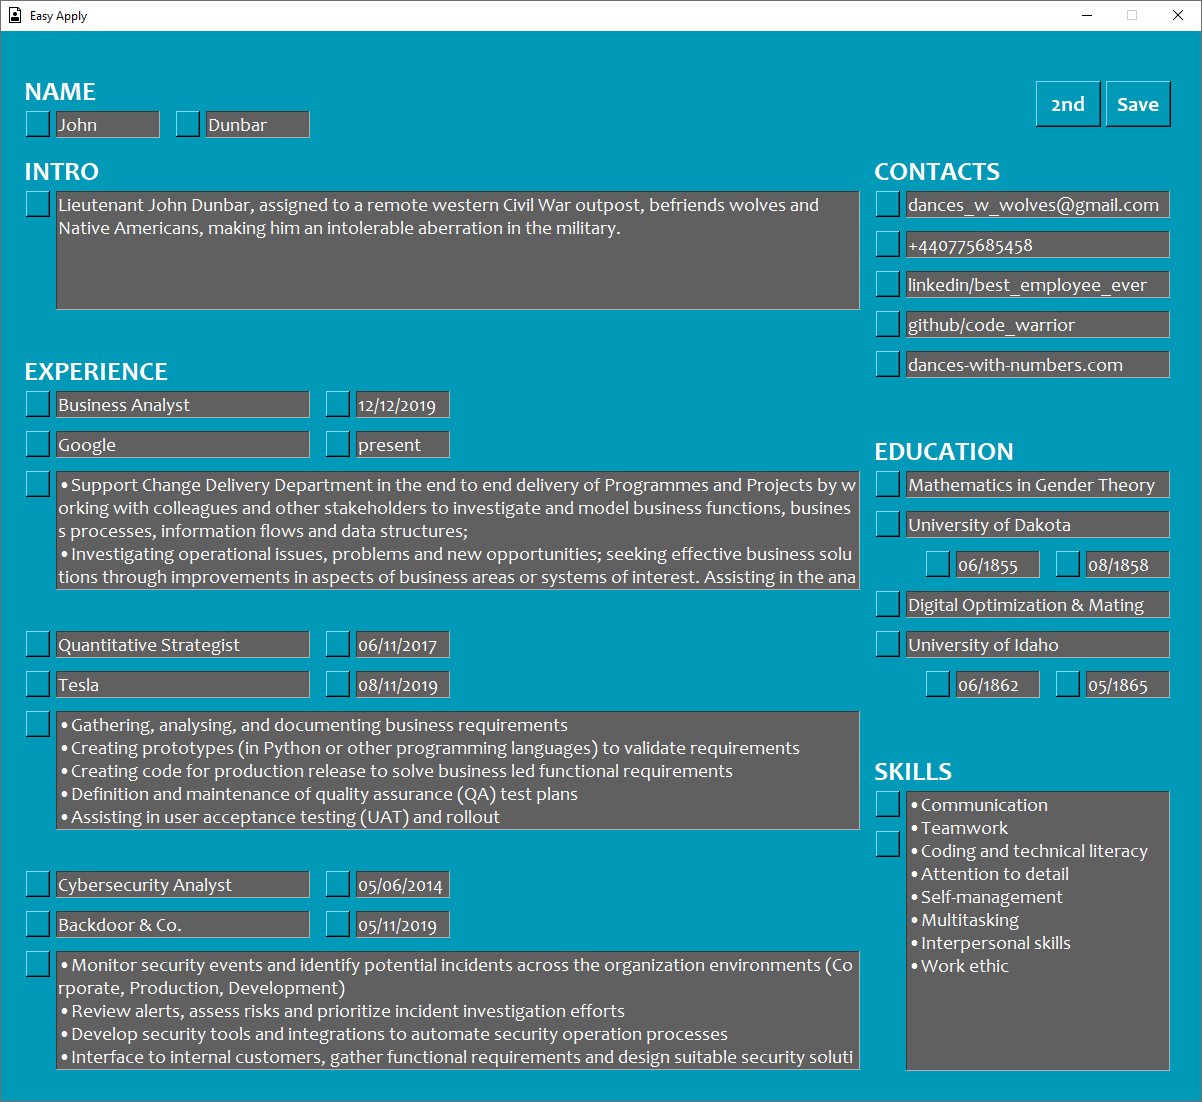 Easy Apply
NAME
John
Dunbar
2nd
Save
INTRO
Lieutenant John Dunbar, assigned to a remote western Civil War outpost, befriends wolves and
Native Americans, making him an intolerable aberration in the military.
EXPERIENCE
Business Analyst
12/12/2019
Google
present
•Support Change Delivery Department in the end to end delivery of Programmes and Projects by w
orking with colleagues and other stakeholders to investigate and model business functions, busines
s processes, information flows and data structures;
•Investigating operational issues, problems and new opportunities; seeking effective business solu
tions through improvements in aspects of business areas or systems of interest. Assisting in the ana
Quantitative Strategist
06/11/2017
Tesla
08/11/2019
•Gathering, analysing, and documenting business requirements
•Creating prototypes (in Python or other programming languages) to validate requirements
•Creating code for production release to solve business led functional requirements
•Definition and maintenance of quality assurance (QA) test plans
•Assisting in user acceptance testing (UAT) and rollout
Cybersecurity Analyst
05/06/2014
Backdoor & Co.
05/11/2019
•Monitor security events and identify potential incidents across the organization environments (Co
rporate, Production, Development)
•Review alerts, assess risks and prioritize incident investigation efforts
•Develop security tools and integrations to automate security operation processes
•Interface to internal customers, gather functional requirements and design suitable security soluti
CONTACTS
dances_w_wolves@gmail.com
+440775685458
linkedin/best_employee_ever
github/code_warrior
dances-with-numbers.com
EDUCATION
Mathematics in Gender Theory
University of Dakota
06/1855
08/1858
Digital Optimization & Mating
University of Idaho
06/1862
05/1865
SKILLS
•Communication
•Teamwork
•Coding and technical literacy
•Attention to detail
•Self-management
•Multitasking
•Interpersonal skills
•Work ethic